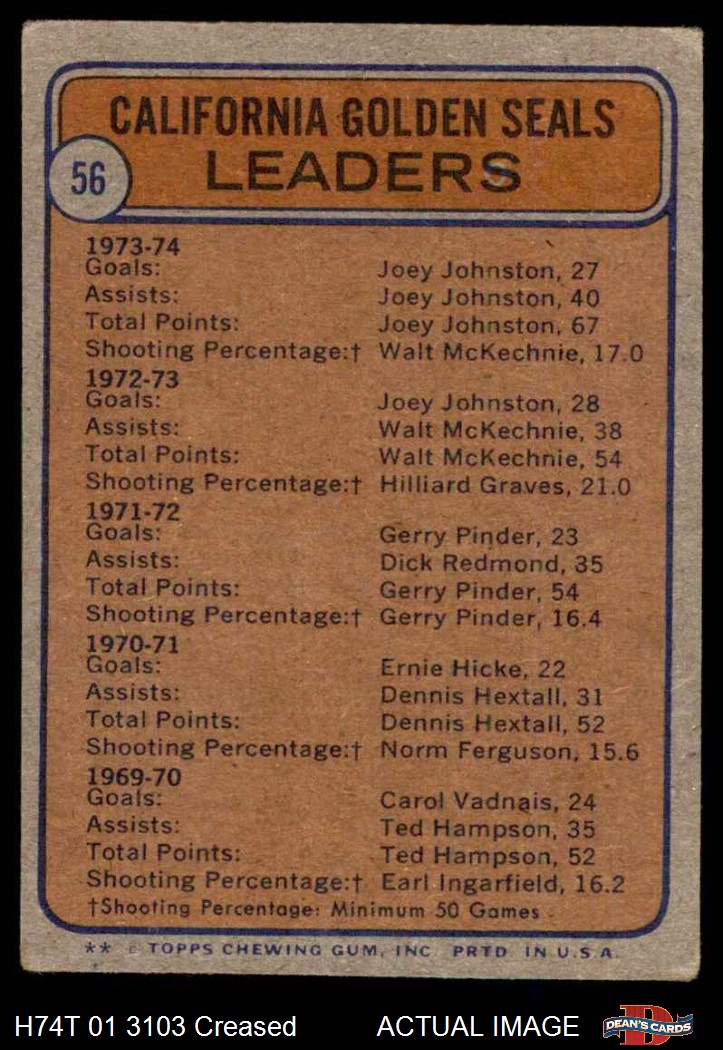 CALIFORNIA GOLDEN SEALS
LEADERS
56
1973-74
Goals: Joey Johnston, 27
Assists: Joey Johnston, 40
Total Points: Joey Johnston, 67
Shooting Percentage:† Walt McKechnie, 17.0
1972-73
Goals: Joey Johnston, 28
Assists: Walt McKechnie, 38
Total Points: Walt McKechnie, 54
Shooting Percentage:† Hilliard Graves, 21.0
1971-72
Goals: Gerry Pinder, 23
Assists: Dick Redmond, 35
Total Points: Gerry Pinder, 54
Shooting Percentage:† Gerry Pinder, 16.4
1970-71
Goals: Ernie Hicke, 22
Assists: Dennis Hextall, 31
Total Points: Dennis Hextall, 52
Shooting Percentage:† Norm Ferguson, 15.6
1969-70
Goals: Carol Vadnais, 24
Assists: Ted Hampson, 35
Total Points: Ted Hampson, 52
Shooting Percentage:† Earl Ingarfield, 16.2
†Shooting Percentage: Minimum 50 Games
** © TOPPS CHEWING GUM, INC. PRTD. IN U.S.A.
H74T 01 3103 Creased ACTUAL IMAGE
D
DEAN'S CARDS